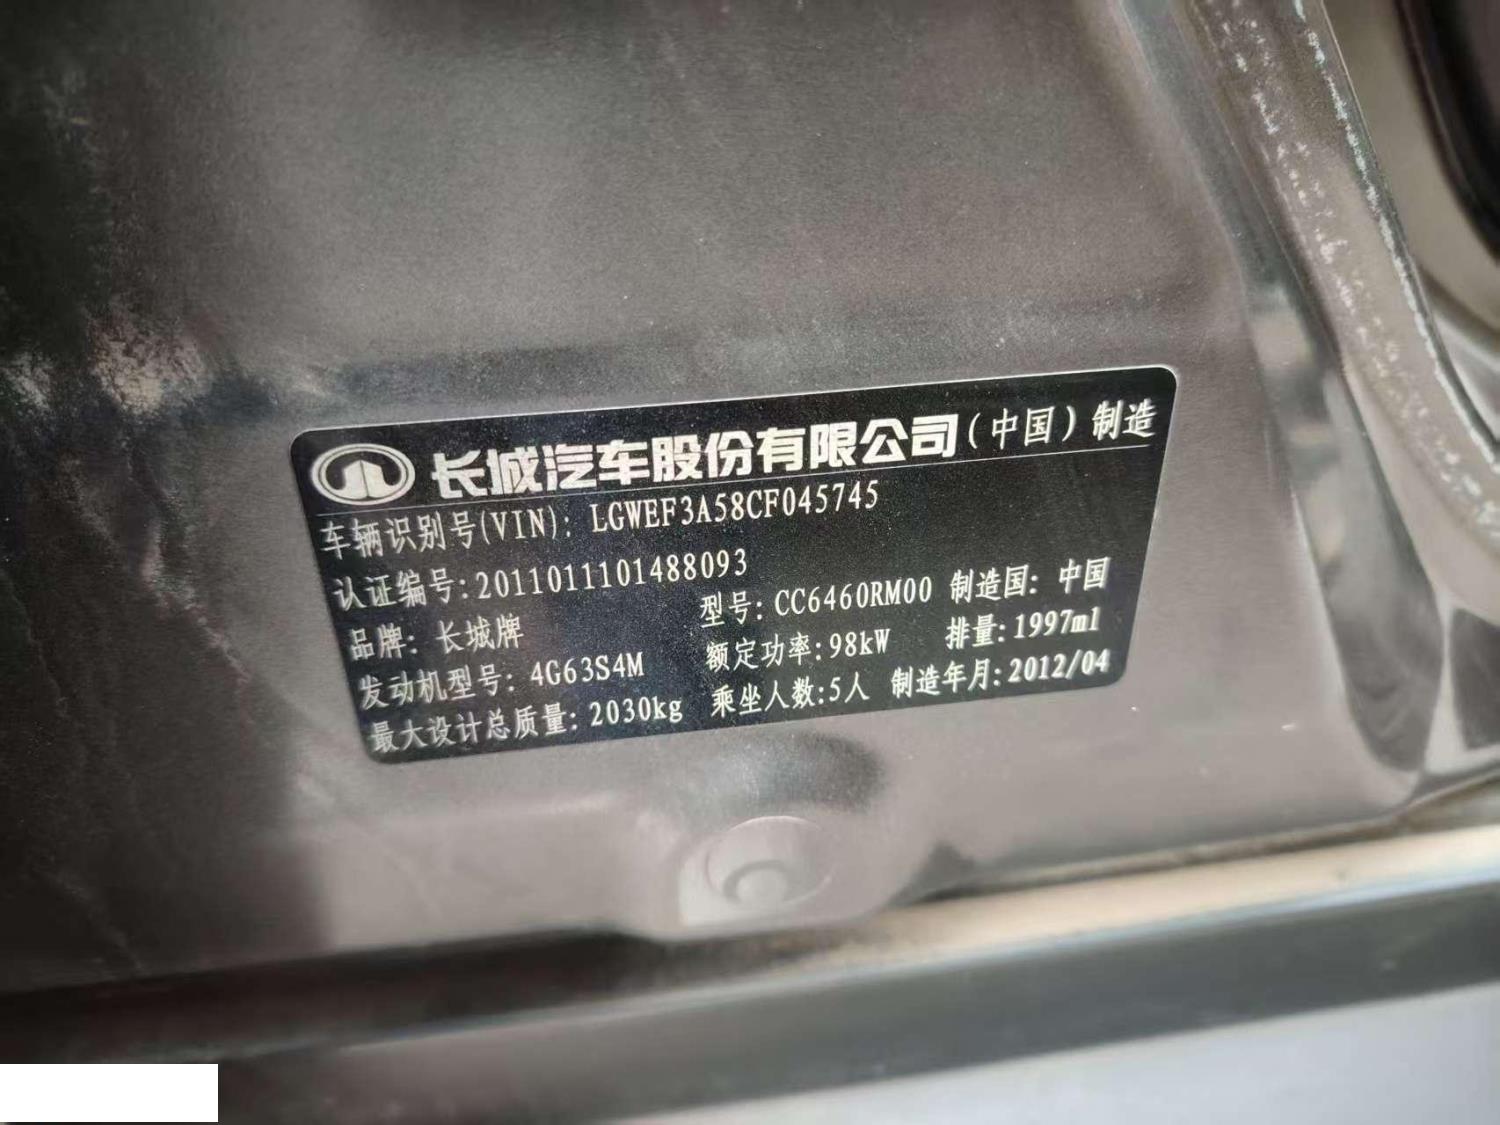 长城汽车股份有限公司（中国）制造
车辆识别号(VIN)：LGWEF3A58CF045745
认证编号：2011011101488093
品牌：长城牌 型号：CC6460RM00 制造国：中国
发动机型号：4G63S4M 额定功率：98kW 排量：1997ml
最大设计总质量：2030kg 乘坐人数：5人 制造年月：2012/04